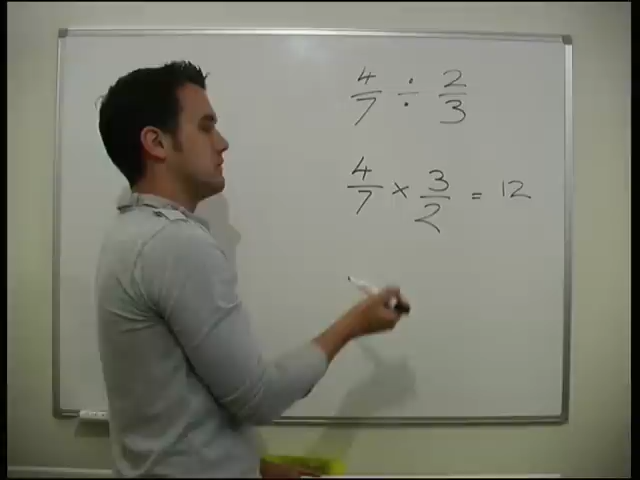 4/7 ÷ 2/3
4/7 × 3/2 = 12